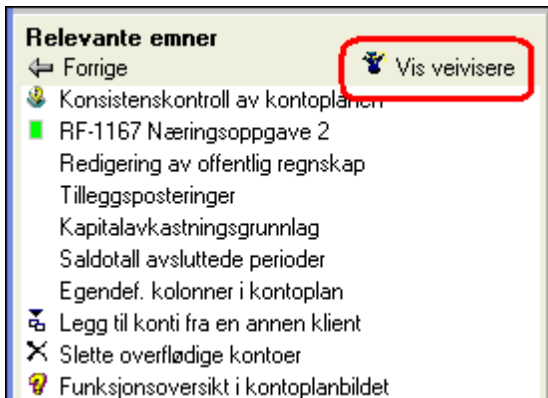 Relevante emner
Forrige
Vis veivisere
Konsistenskontroll av kontoplanen
RF-1167 Næringsoppgave 2
Redigering av offentlig regnskap
Tilleggsposteringer
Kapitalavkastningsgrunnlag
Saldotall avsluttede perioder
Egendef. kolonner i kontoplan
Legg til konti fra en annen klient
Slette overflødige kontoer
Funksjonsoversikt i kontoplanbildet